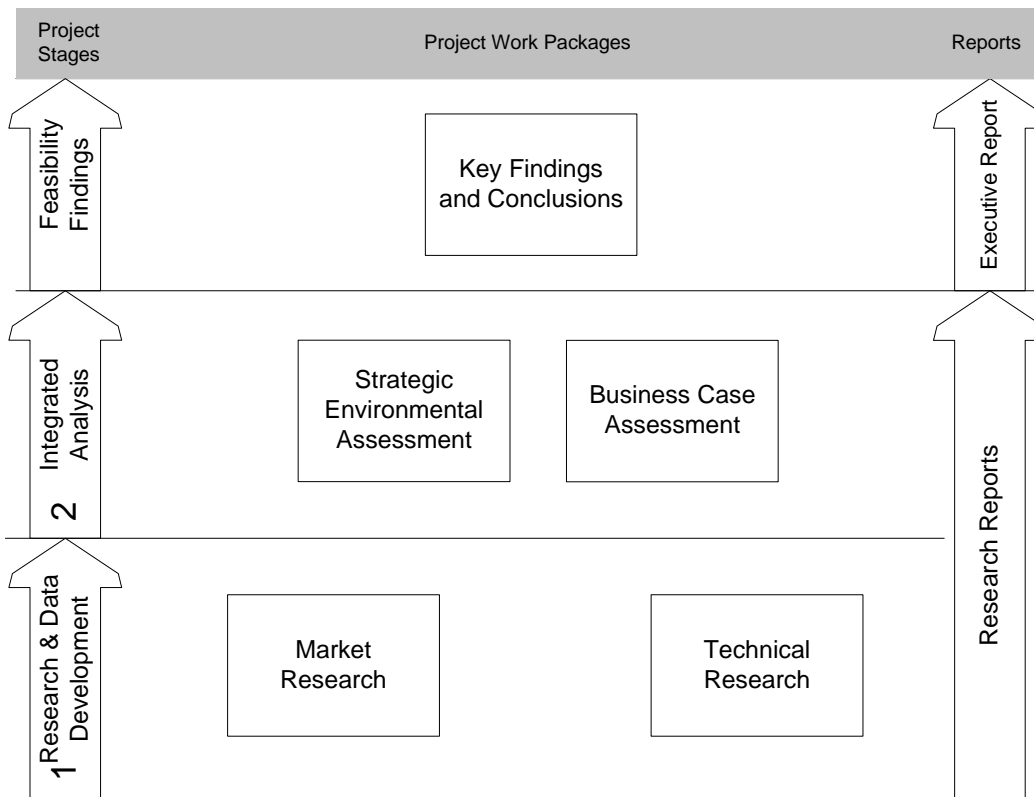 Project
Stages
Project Work Packages
Reports
Feasibility
Findings
Key Findings
and Conclusions
Executive Report
2
Integrated
Analysis
Strategic
Environmental
Assessment
Business Case
Assessment
Research Reports
1
Research & Data
Development
Market
Research
Technical
Research